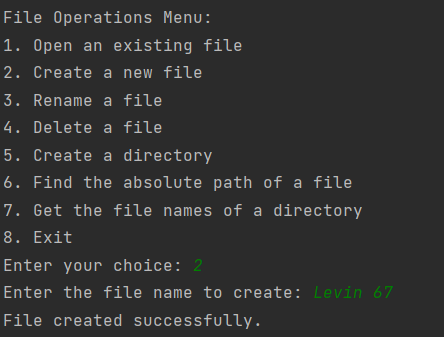 File Operations Menu:
1. Open an existing file
2. Create a new file
3. Rename a file
4. Delete a file
5. Create a directory
6. Find the absolute path of a file
7. Get the file names of a directory
8. Exit
Enter your choice: 2
Enter the file name to create: Levin 67
File created successfully.